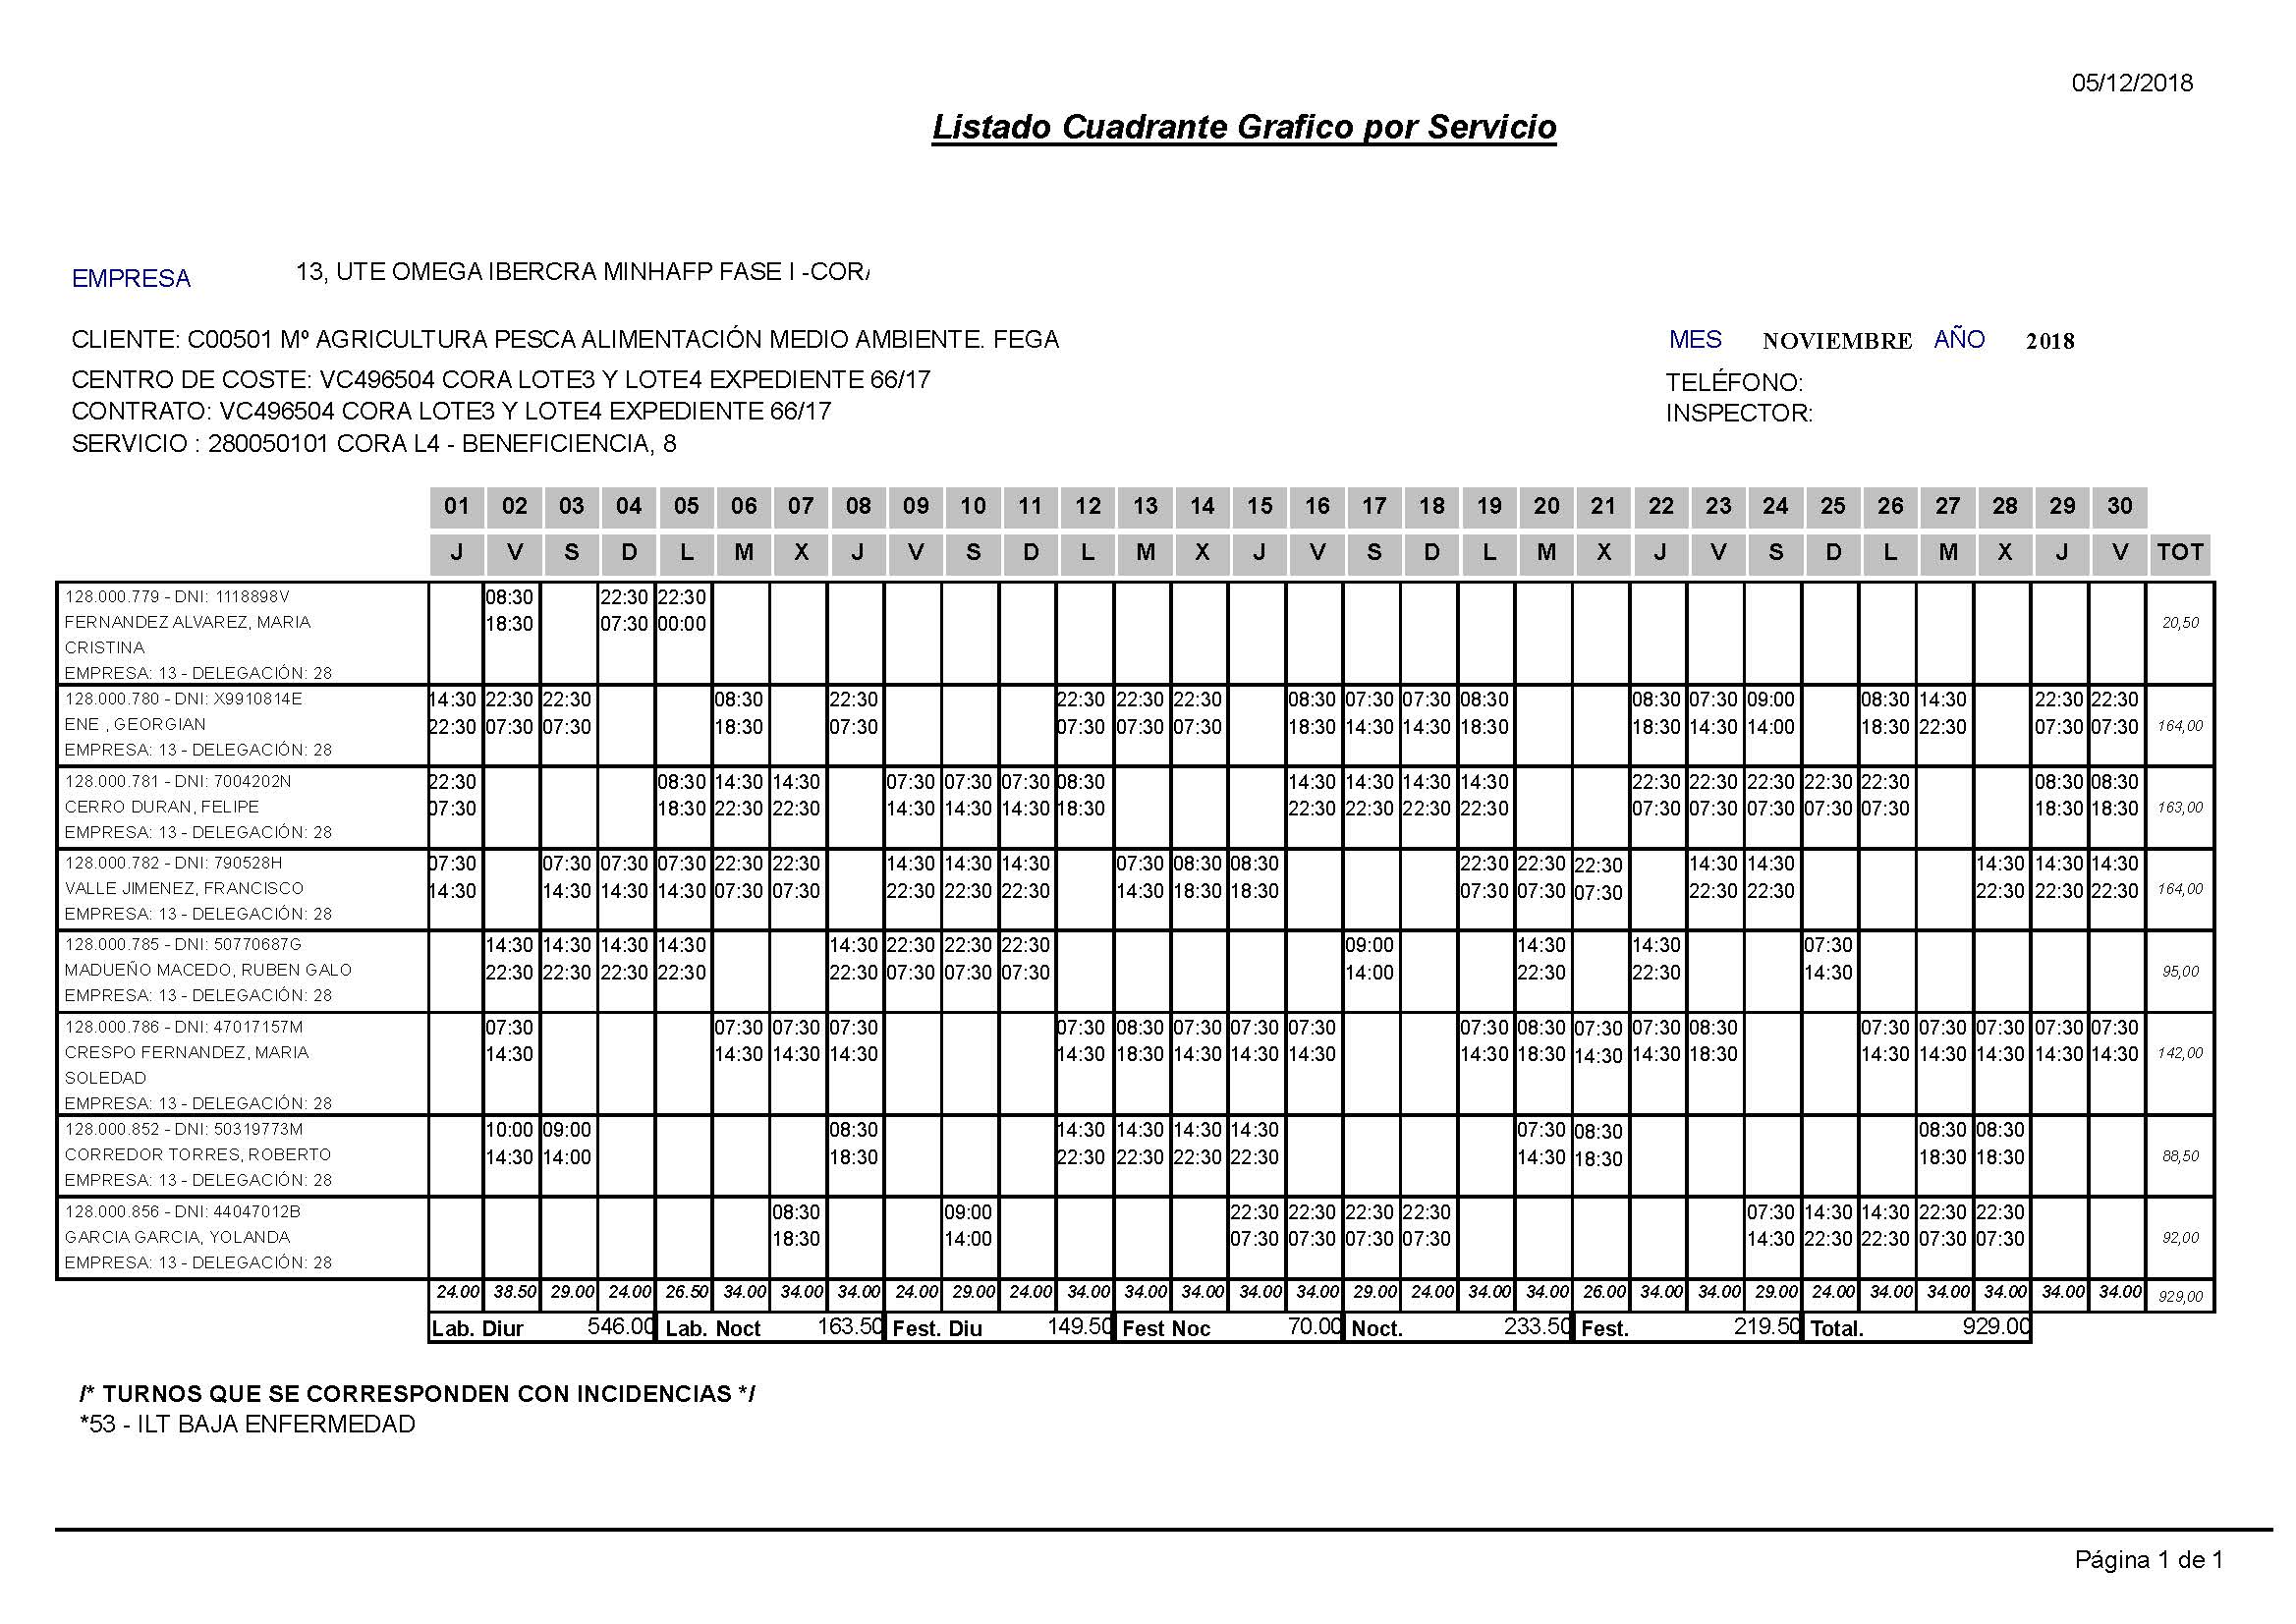 05/12/2018
Listado Cuadrante Grafico por Servicio
EMPRESA 13, UTE OMEGA IBERCRA MINHAFP FASE I -COR
CLIENTE: C00501 Mº AGRICULTURA PESCA ALIMENTACIÓN MEDIO AMBIENTE. FEGA
MES NOVIEMBRE AÑO 2018
CENTRO DE COSTE: VC496504 CORA LOTE3 Y LOTE4 EXPEDIENTE 66/17
TELÉFONO:
CONTRATO: VC496504 CORA LOTE3 Y LOTE4 EXPEDIENTE 66/17
INSPECTOR:
SERVICIO : 280050101 CORA L4 - BENEFICIENCIA, 8
01 02 03 04 05 06 07 08 09 10 11 12 13 14 15 16 17 18 19 20 21 22 23 24 25 26 27 28 29 30
J V S D L M X J V S D L M X J V S D L M X J V S D L M X J V TOT
128.000.779 - DNI: 1118898V 08:30 22:30 22:30
FERNANDEZ ALVAREZ, MARIA 18:30 07:30 00:00 20,50
CRISTINA
EMPRESA: 13 - DELEGACIÓN: 28
128.000.780 - DNI: X9910814E 14:30 22:30 22:30 08:30 22:30 22:30 22:30 22:30 08:30 07:30 07:30 08:30 08:30 07:30 09:00 08:30 14:30 22:30 22:30
ENE , GEORGIAN 22:30 07:30 07:30 18:30 07:30 07:30 07:30 07:30 18:30 14:30 14:30 18:30 18:30 14:30 14:00 18:30 22:30 07:30 07:30 164,00
EMPRESA: 13 - DELEGACIÓN: 28
128.000.781 - DNI: 7004202N 22:30 08:30 14:30 14:30 07:30 07:30 07:30 08:30 14:30 14:30 14:30 14:30 22:30 22:30 22:30 22:30 22:30 08:30 08:30
CERRO DURAN, FELIPE 07:30 18:30 22:30 22:30 14:30 14:30 14:30 18:30 22:30 22:30 22:30 22:30 07:30 07:30 07:30 07:30 07:30 18:30 18:30 163,00
EMPRESA: 13 - DELEGACIÓN: 28
128.000.782 - DNI: 790528H 07:30 07:30 07:30 07:30 22:30 22:30 14:30 14:30 14:30 07:30 08:30 08:30 22:30 22:30 22:30 14:30 14:30 14:30 14:30 14:30
VALLE JIMENEZ, FRANCISCO 14:30 14:30 14:30 14:30 07:30 07:30 22:30 22:30 22:30 14:30 18:30 18:30 07:30 07:30 07:30 22:30 22:30 22:30 22:30 22:30 164,00
EMPRESA: 13 - DELEGACIÓN: 28
128.000.785 - DNI: 50770687G 14:30 14:30 14:30 14:30 14:30 22:30 22:30 22:30 09:00 14:30 14:30 07:30
MADUEÑO MACEDO, RUBEN GALO 22:30 22:30 22:30 22:30 22:30 07:30 07:30 07:30 14:00 22:30 22:30 14:30 95,00
EMPRESA: 13 - DELEGACIÓN: 28
128.000.786 - DNI: 47017157M 07:30 07:30 07:30 07:30 07:30 08:30 07:30 07:30 07:30 07:30 08:30 07:30 07:30 08:30 07:30 07:30 07:30 07:30 07:30
CRESPO FERNANDEZ, MARIA 14:30 14:30 14:30 14:30 14:30 18:30 14:30 14:30 14:30 14:30 18:30 14:30 14:30 18:30 14:30 14:30 14:30 14:30 14:30 142,00
SOLEDAD
EMPRESA: 13 - DELEGACIÓN: 28
128.000.852 - DNI: 50319773M 10:00 09:00 08:30 14:30 14:30 14:30 14:30 07:30 08:30 08:30 08:30
CORREDOR TORRES, ROBERTO 14:30 14:00 18:30 22:30 22:30 22:30 22:30 14:30 18:30 18:30 18:30 88,50
EMPRESA: 13 - DELEGACIÓN: 28
128.000.856 - DNI: 44047012B 08:30 09:00 22:30 22:30 22:30 22:30 07:30 14:30 14:30 22:30 22:30
GARCIA GARCIA, YOLANDA 18:30 14:00 07:30 07:30 07:30 07:30 14:30 22:30 22:30 07:30 07:30 92,00
EMPRESA: 13 - DELEGACIÓN: 28
24.00 38.50 29.00 24.00 26.50 34.00 34.00 34.00 24.00 29.00 24.00 34.00 34.00 34.00 34.00 34.00 29.00 24.00 34.00 34.00 26.00 34.00 34.00 29.00 24.00 34.00 34.00 34.00 34.00 34.00 929,00
Lab. Diur 546.00 Lab. Noct 163.50 Fest. Diu 149.50 Fest Noc 70.00 Noct. 233.50 Fest. 219.50 Total. 929.00
/* TURNOS QUE SE CORRESPONDEN CON INCIDENCIAS */
*53 - ILT BAJA ENFERMEDAD
Página 1 de 1